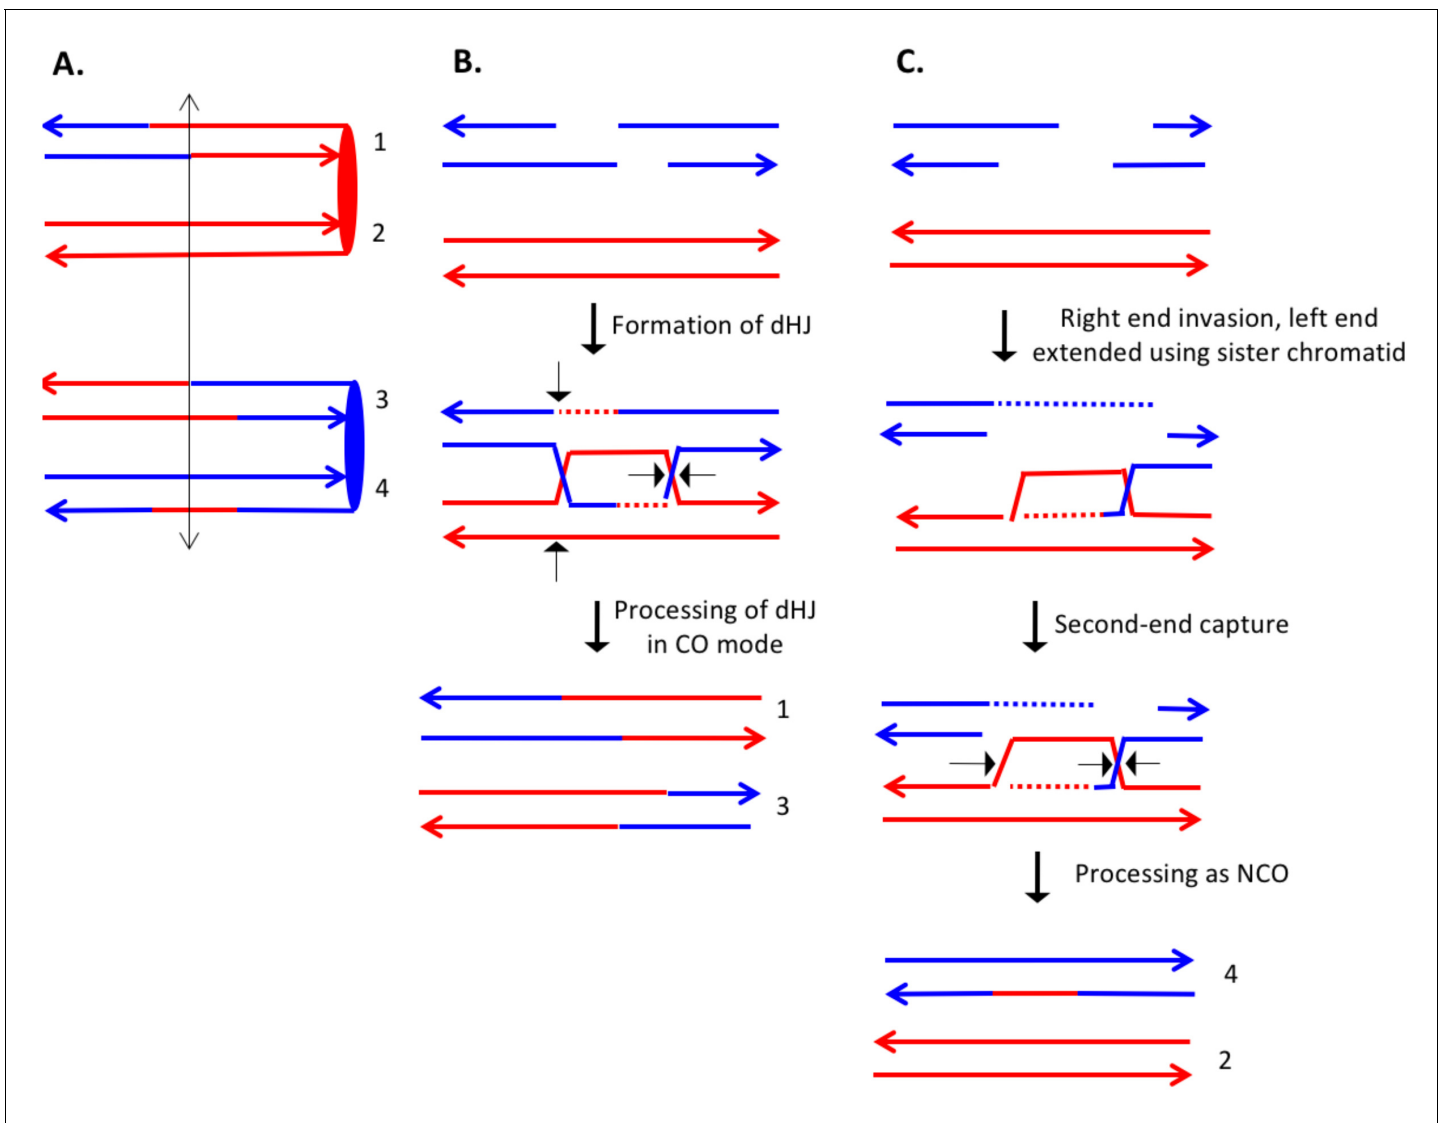 A.
1
2
3
4
B.
Formation of dHJ
Processing of dHJ
in CO mode
1
3
C.
Right end invasion, left end
extended using sister chromatid
Second-end capture
Processing as NCO
4
2